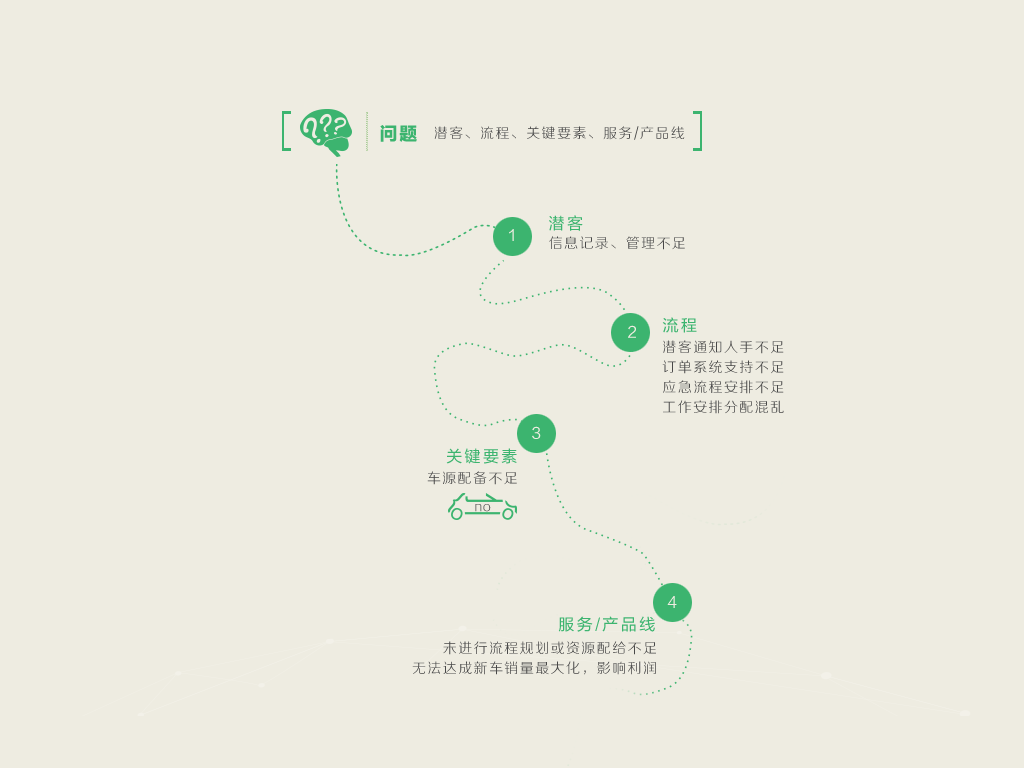 ???
问题 潜客、流程、关键要素、服务/产品线
1
潜客
信息记录、管理不足
2
流程
潜客通知人手不足
订单系统支持不足
应急流程安排不足
工作安排分配混乱
3
关键要素
车源配备不足
no
4
服务/产品线
未进行流程规划或资源配给不足
无法达成新车销量最大化，影响利润